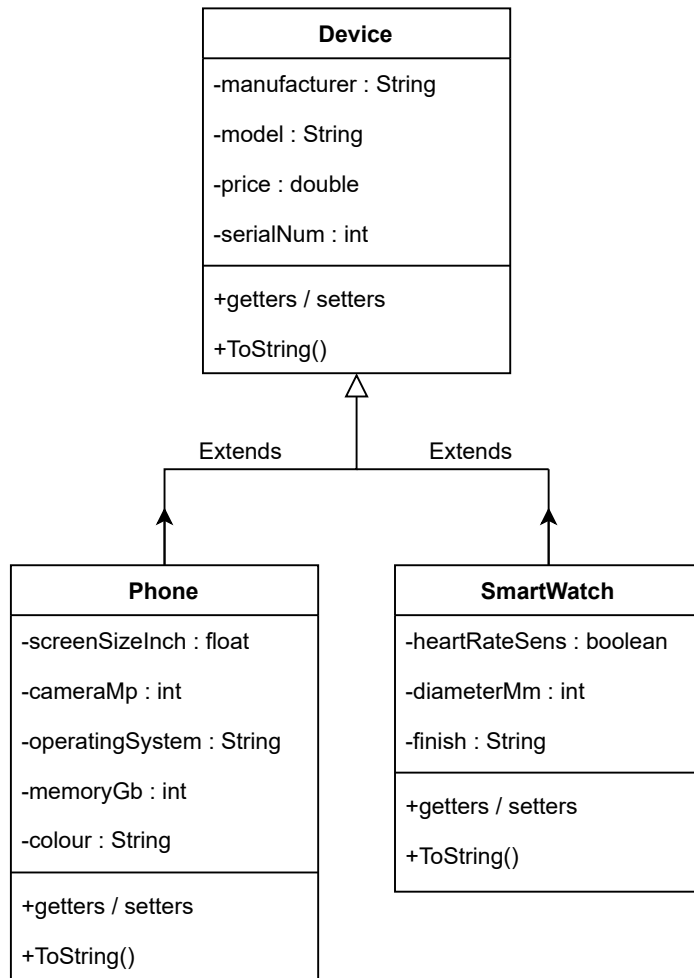 Device
-manufacturer : String
-model : String
-price : double
-serialNum : int
+getters / setters
+ToString()
Extends
Extends
Phone
-screenSizeInch : float
-cameraMp : int
-operatingSystem : String
-memoryGb : int
-colour : String
+getters / setters
+ToString()
SmartWatch
-heartRateSens : boolean
-diameterMm : int
-finish : String
+getters / setters
+ToString()